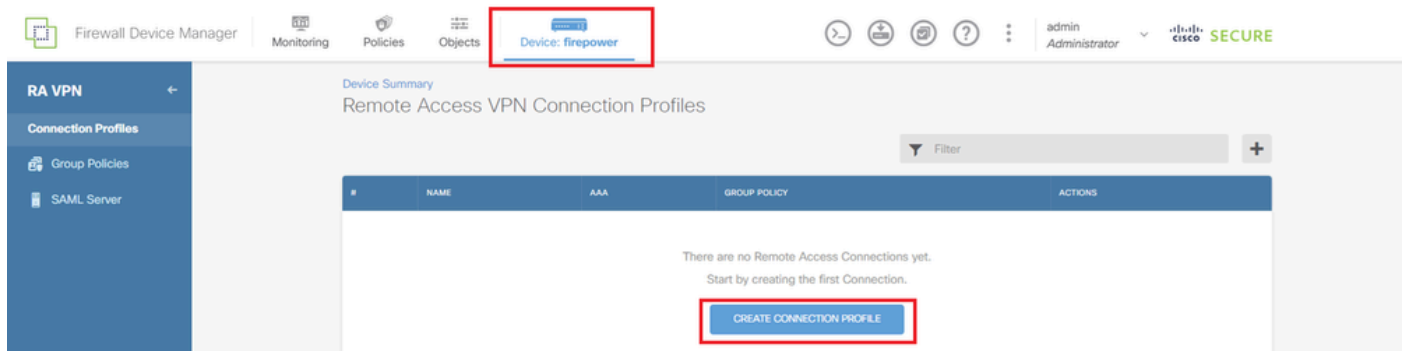 Firewall Device Manager
Monitoring
Policies
Objects
Device: firepower
admin
Administrator
cisco SECURE
RA VPN
Connection Profiles
Group Policies
SAML Server
Device Summary
Remote Access VPN Connection Profiles
Filter
# NAME AAA GROUP POLICY ACTIONS
There are no Remote Access Connections yet.
Start by creating the first Connection.
CREATE CONNECTION PROFILE